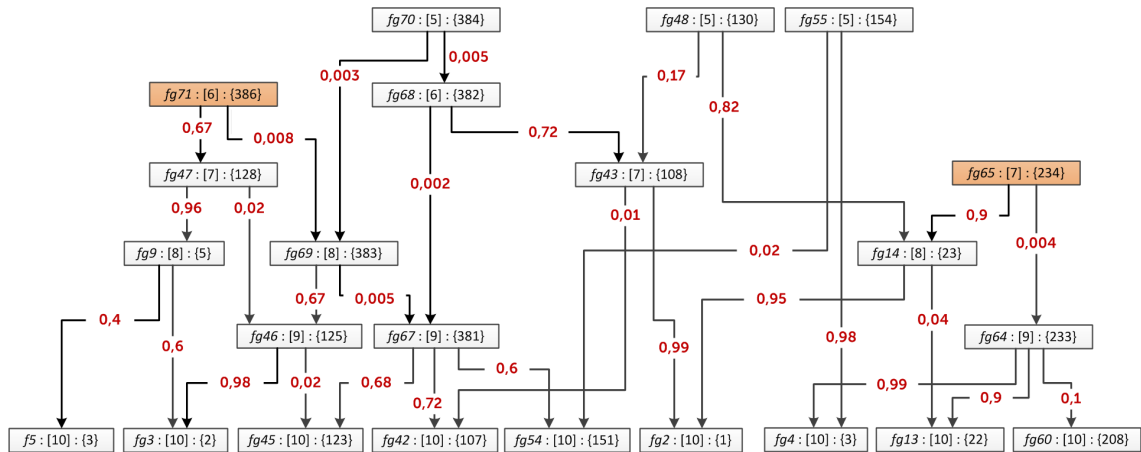 fg70 : [5] : {384}
fg48 : [5] : {130}
fg55 : [5] : {154}
0,005
0,003
0,17
fg71 : [6] : {386}
fg68 : [6] : {382}
0,82
0,67
0,008
0,72
fg47 : [7] : {128}
fg43 : [7] : {108}
fg65 : [7] : {234}
0,002
0,96
0,02
0,01
0,9
0,004
fg9 : [8] : {5}
fg69 : [8] : {383}
0,02
fg14 : [8] : {23}
0,67
0,005
0,95
0,4
0,04
fg46 : [9] : {125}
fg67 : [9] : {381}
0,98
fg64 : [9] : {233}
0,6
0,99
0,98
0,02
0,68
0,6
0,99
0,9
0,1
0,72
f5 : [10] : {3}
fg3 : [10] : {2}
fg45 : [10] : {123}
fg42 : [10] : {107}
fg54 : [10] : {151}
fg2 : [10] : {1}
fg4 : [10] : {3}
fg13 : [10] : {22}
fg60 : [10] : {208}